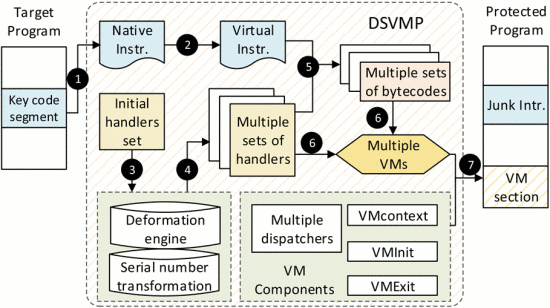 Target
Program
Key code
segment
1
Native
Instr.
2
Virtual
Instr.
DSVMP
5
Multiple sets
of bytecodes
Initial
handlers
set
3
4
Multiple
sets of
handlers
6
6
Multiple
VMs
7
Deformation
engine
Serial number
transformation
Multiple
dispatchers
VM
Components
VMcontext
VMInit
VMExit
Protected
Program
Junk Intr.
VM
section